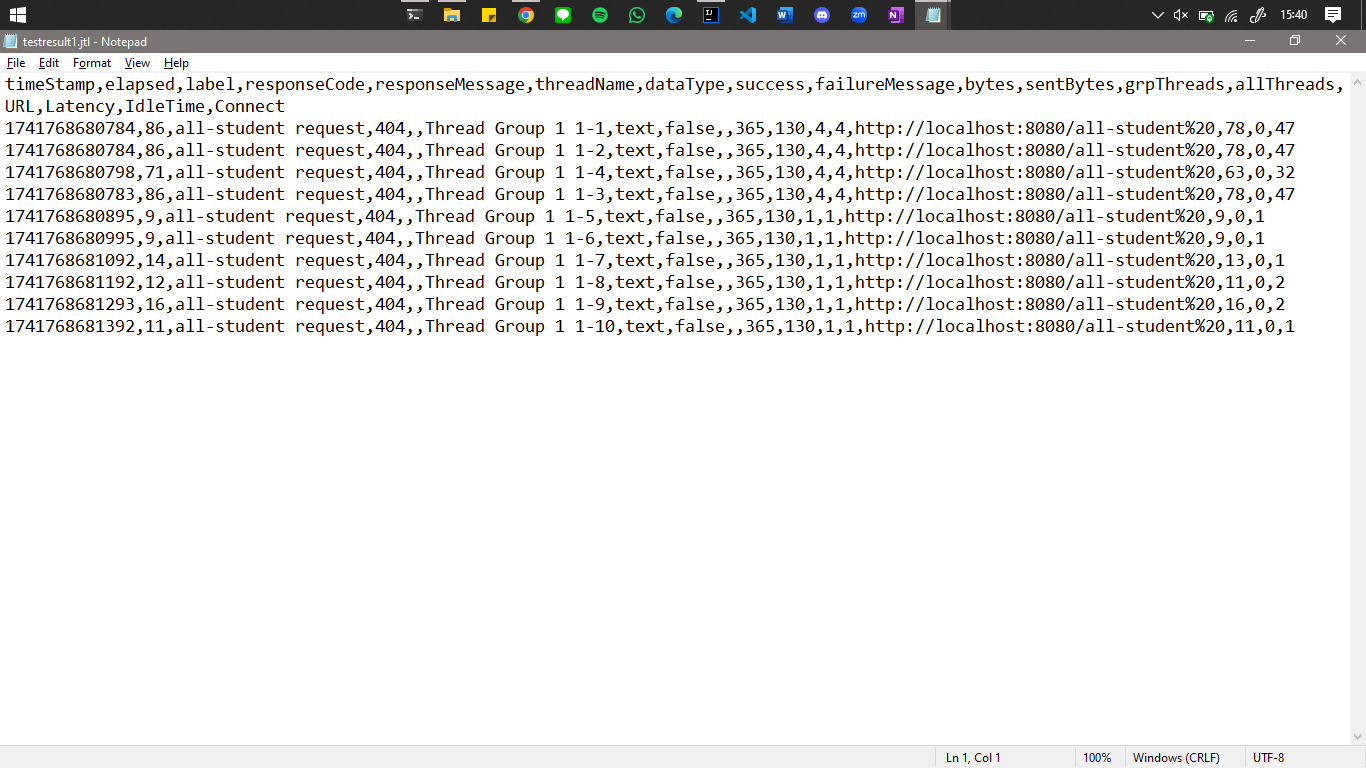 15:40
testresult1.jtl - Notepad
File Edit Format View Help
timeStamp,elapsed,label,responseCode,responseMessage,threadName,dataType,success,failureMessage,bytes,sentBytes,grpThreads,allThreads,
URL,Latency,IdleTime,Connect
1741768680784,86,all-student request,404,,Thread Group 1 1-1,text,false,,365,130,4,4,http://localhost:8080/all-student%20,78,0,47
1741768680784,86,all-student request,404,,Thread Group 1 1-2,text,false,,365,130,4,4,http://localhost:8080/all-student%20,78,0,47
1741768680798,71,all-student request,404,,Thread Group 1 1-4,text,false,,365,130,4,4,http://localhost:8080/all-student%20,63,0,32
1741768680783,86,all-student request,404,,Thread Group 1 1-3,text,false,,365,130,4,4,http://localhost:8080/all-student%20,78,0,47
1741768680895,9,all-student request,404,,Thread Group 1 1-5,text,false,,365,130,1,1,http://localhost:8080/all-student%20,9,0,1
1741768680995,9,all-student request,404,,Thread Group 1 1-6,text,false,,365,130,1,1,http://localhost:8080/all-student%20,9,0,1
1741768681092,14,all-student request,404,,Thread Group 1 1-7,text,false,,365,130,1,1,http://localhost:8080/all-student%20,13,0,1
1741768681192,12,all-student request,404,,Thread Group 1 1-8,text,false,,365,130,1,1,http://localhost:8080/all-student%20,11,0,2
1741768681293,16,all-student request,404,,Thread Group 1 1-9,text,false,,365,130,1,1,http://localhost:8080/all-student%20,16,0,2
1741768681392,11,all-student request,404,,Thread Group 1 1-10,text,false,,365,130,1,1,http://localhost:8080/all-student%20,11,0,1
Ln 1, Col 1 100% Windows (CRLF) UTF-8